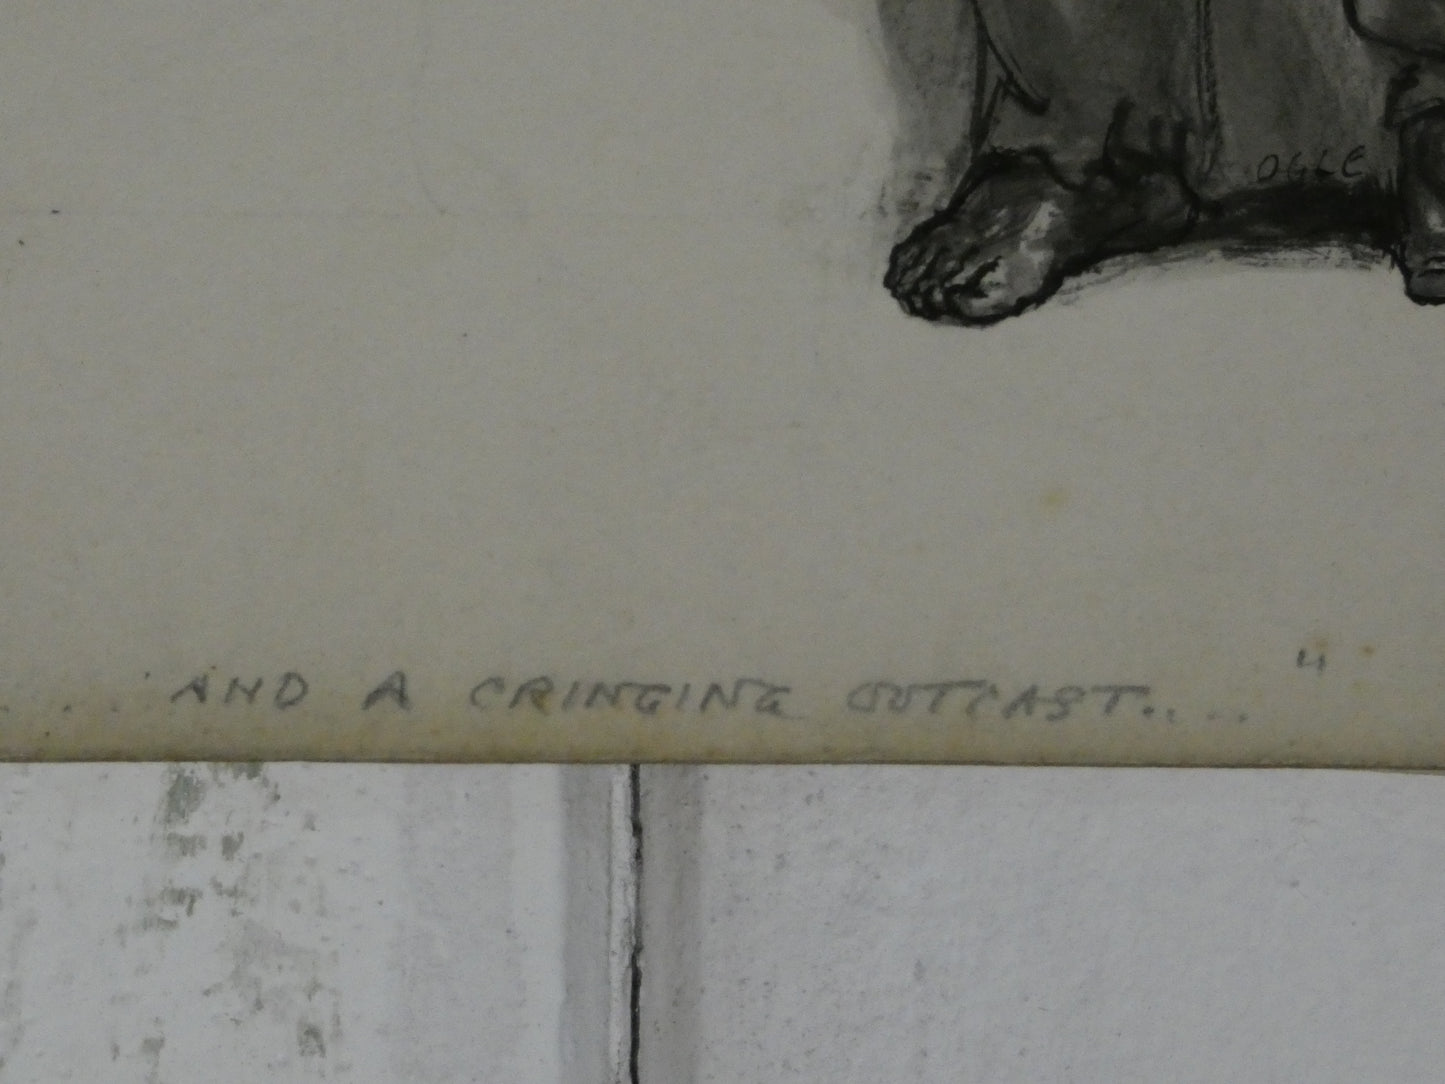 OGLE
... AND A CRINGING OUTCAST...."